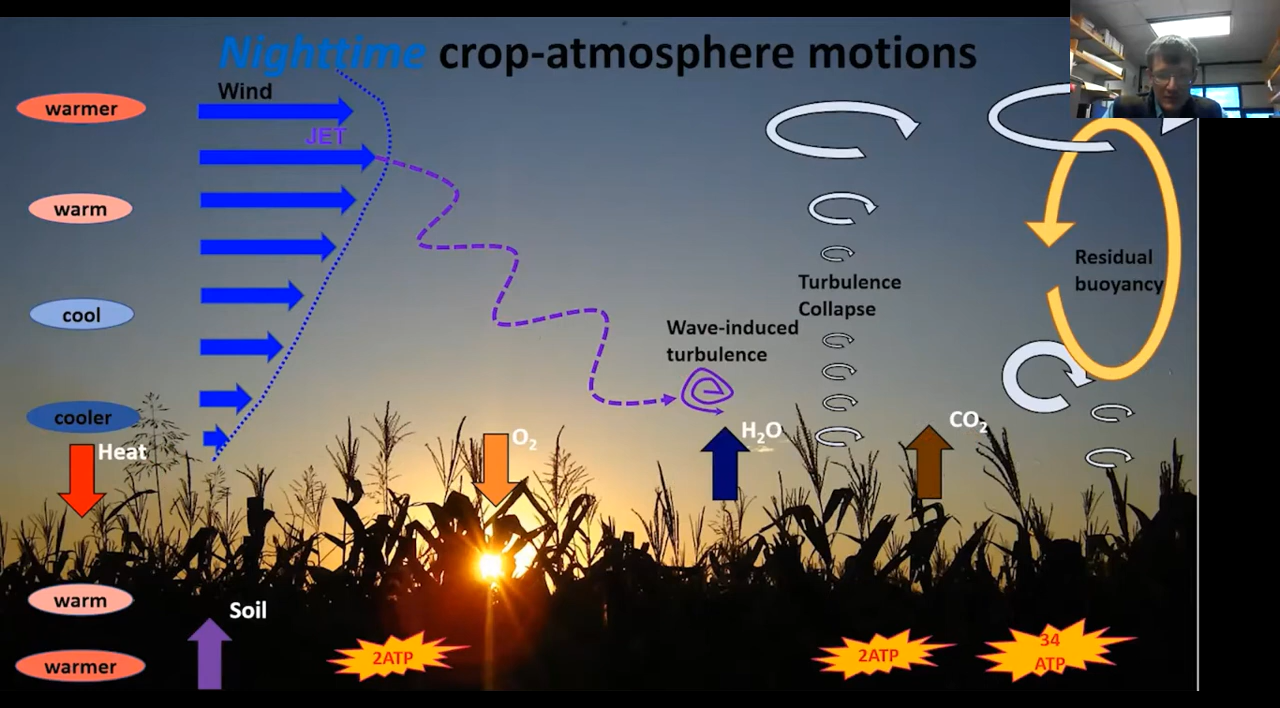 Nighttime crop-atmosphere motions
warmer
Wind
JET
warm
cool
cooler
Heat
Residual
buoyancy
Turbulence
Collapse
Wave-induced
turbulence
O₂
H₂O
CO₂
warm
Soil
warmer
2ATP
2ATP
34
ATP